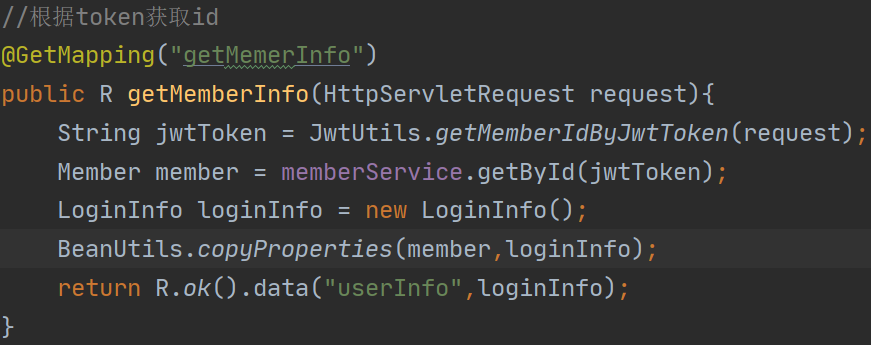 //根据token获取id
@GetMapping("getMemerInfo")
public R getMemberInfo(HttpServletRequest request){
String jwtToken = JwtUtils.getMemberIdByJwtToken(request);
Member member = memberService.getById(jwtToken);
LoginInfo loginInfo = new LoginInfo();
BeanUtils.copyProperties(member,loginInfo);
return R.ok().data("userInfo",loginInfo);
}